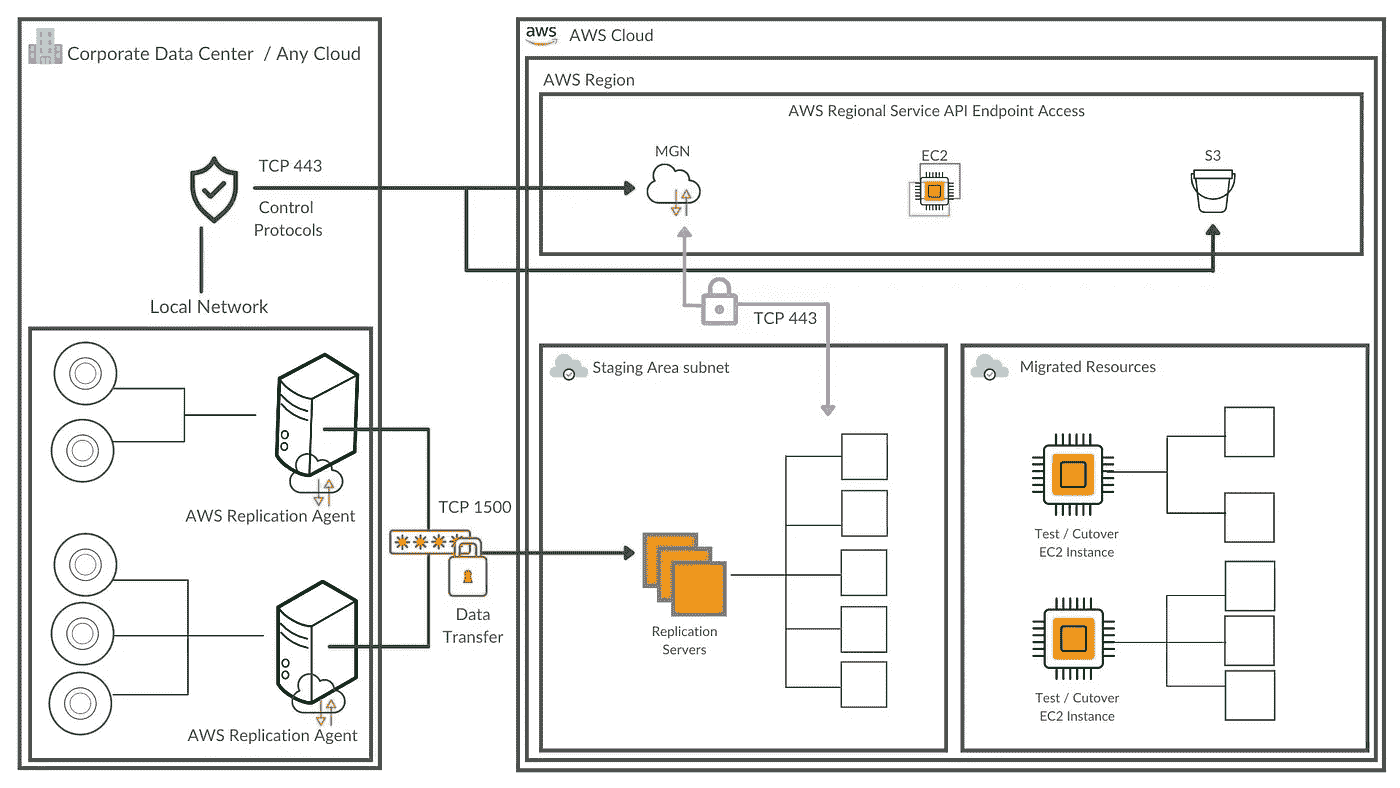 Corporate Data Center / Any Cloud
TCP 443
Control
Protocols
Local Network
AWS Replication Agent
AWS Replication Agent
TCP 1500
Data
Transfer
aws
AWS Cloud
AWS Region
AWS Regional Service API Endpoint Access
MGN
EC2
S3
TCP 443
Staging Area subnet
Replication
Servers
Migrated Resources
Test / Cutover
EC2 Instance
Test / Cutover
EC2 Instance